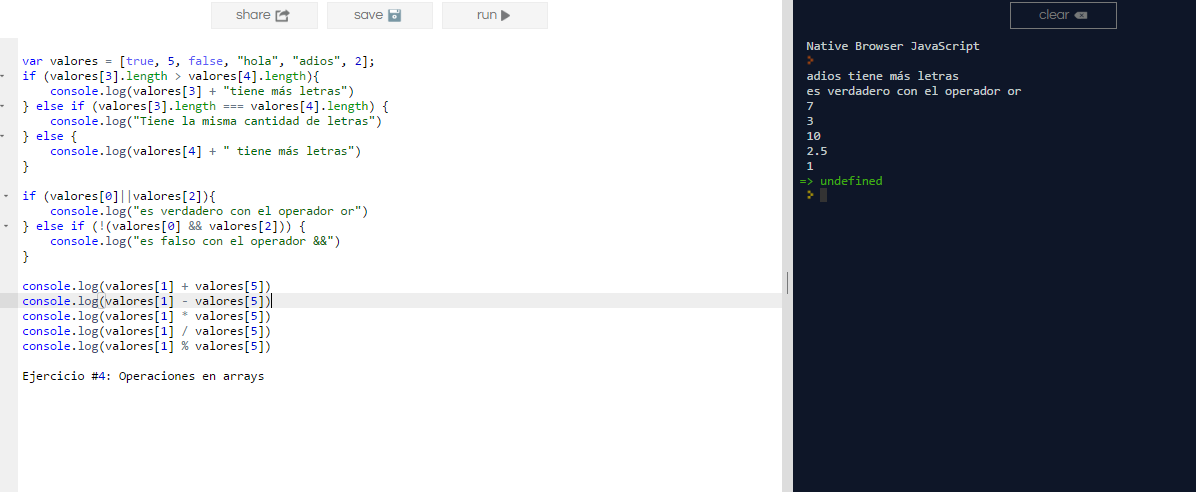 share save run
var valores = [true, 5, false, "hola", "adios", 2];
if (valores[3].length > valores[4].length){
    console.log(valores[3] + "tiene más letras")
} else if (valores[3].length === valores[4].length) {
    console.log("Tiene la misma cantidad de letras")
} else {
    console.log(valores[4] + " tiene más letras")
}
if (valores[0]||valores[2]){
    console.log("es verdadero con el operador or")
} else if (!(valores[0] && valores[2])) {
    console.log("es falso con el operador &&")
}
console.log(valores[1] + valores[5])
console.log(valores[1] - valores[5])
console.log(valores[1] * valores[5])
console.log(valores[1] / valores[5])
console.log(valores[1] % valores[5])
Ejercicio #4: Operaciones en arrays
clear
Native Browser JavaScript
>
adios tiene más letras
es verdadero con el operador or
7
3
10
2.5
1
=> undefined
>